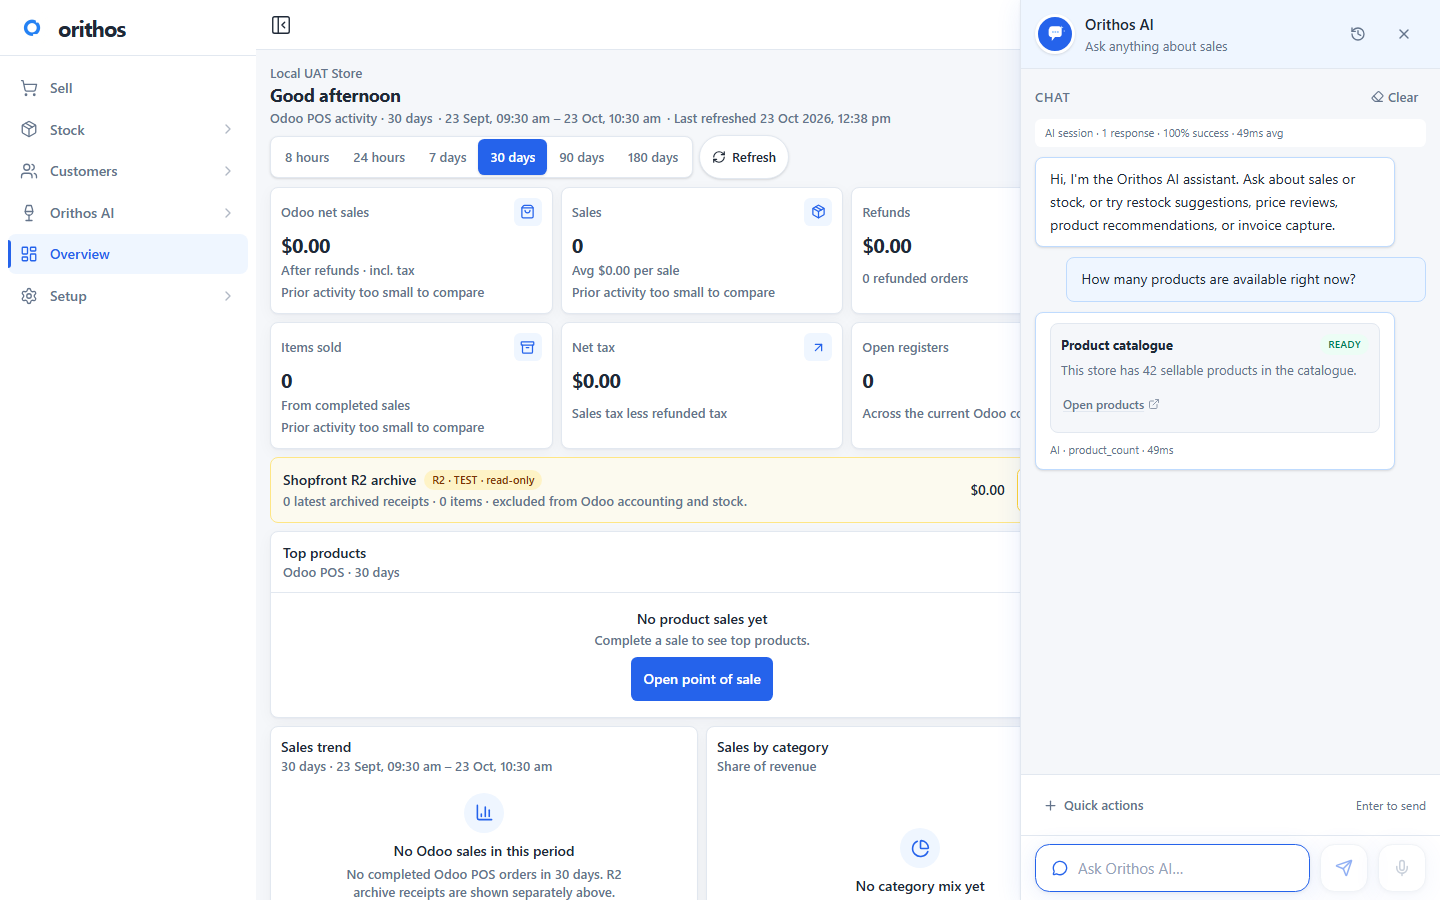 orithos
Sell
Stock
Customers
Orithos AI
Overview
Setup
Local UAT Store
Good afternoon
Odoo POS activity · 30 days · 23 Sept, 09:30 am – 23 Oct, 10:30 am · Last refreshed 23 Oct 2026, 12:38 pm
8 hours
24 hours
7 days
30 days
90 days
180 days
Refresh
Odoo net sales
$0.00
After refunds · incl. tax
Prior activity too small to compare
Sales
0
Avg $0.00 per sale
Prior activity too small to compare
Refunds
$0.00
0 refunded orders
Items sold
0
From completed sales
Prior activity too small to compare
Net tax
$0.00
Sales tax less refunded tax
Open registers
0
Across the current Odoo
Shopfront R2 archive
R2 · TEST · read-only
0 latest archived receipts · 0 items · excluded from Odoo accounting and stock.
$0.00
Top products
Odoo POS · 30 days
No product sales yet
Complete a sale to see top products.
Open point of sale
Sales trend
30 days · 23 Sept, 09:30 am – 23 Oct, 10:30 am
No Odoo sales in this period
No completed Odoo POS orders in 30 days. R2
archive receipts are shown separately above.
Sales by category
Share of revenue
No category mix yet
Orithos AI
Ask anything about sales
CHAT
Clear
AI session · 1 response · 100% success · 49ms avg
Hi, I'm the Orithos AI assistant. Ask about sales or
stock, or try restock suggestions, price reviews,
product recommendations, or invoice capture.
How many products are available right now?
Product catalogue
READY
This store has 42 sellable products in the catalogue.
Open products
AI · product_count · 49ms
Quick actions
Enter to send
Ask Orithos AI...